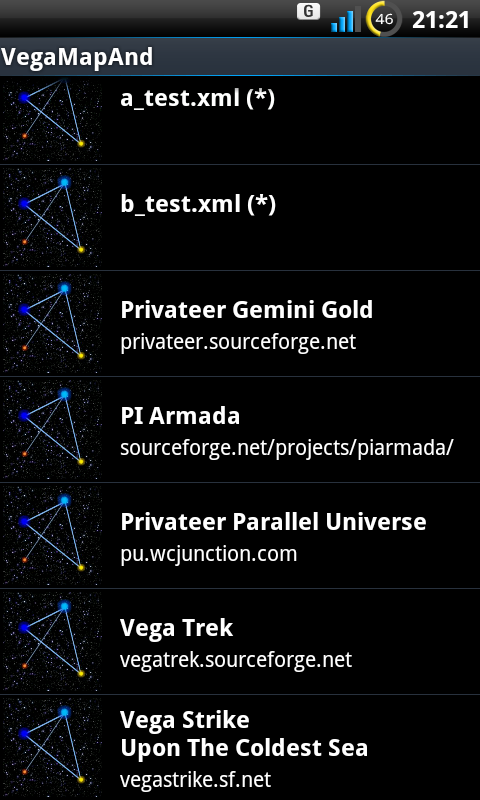 G
46
21:21
VegaMapAnd
a_test.xml (*)
b_test.xml (*)
Privateer Gemini Gold
privateer.sourceforge.net
PI Armada
sourceforge.net/projects/piarmada/
Privateer Parallel Universe
pu.wcjunction.com
Vega Trek
vegatrek.sourceforge.net
Vega Strike
Upon The Coldest Sea
vegastrike.sf.net